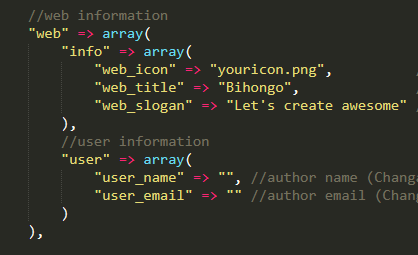 //web information
"web" => array(
"info" => array(
"web_icon" => "youricon.png", /
"web_title" => "Bihongo", /
"web_slogan" => "Let's create awesome" /
),
//user information
"user" => array(
"user_name" => "", //author name (Chang
"user_email" => "" //author email (Chan
)
),